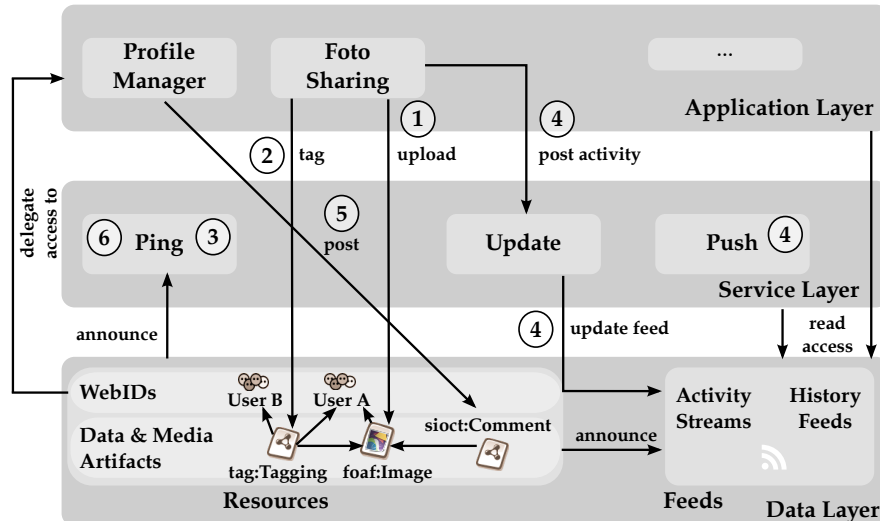 Profile
Manager
Foto
Sharing
...
Application Layer
1
upload
2
tag
4
post activity
delegate
access to
5
post
6
Ping
3
Update
Push
4
Service Layer
announce
4
update feed
read
access
WebIDs
User B
User A
Data & Media
Artifacts
tag:Tagging
foaf:Image
sioct:Comment
announce
Activity
Streams
History
Feeds
Resources
Feeds
Data Layer